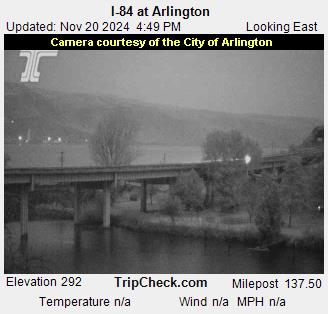 I-84 at Arlington
Updated: Nov 20 2024 4:49 PM Looking East
Camera courtesy of the City of Arlington
Elevation 292 TripCheck.com Milepost 137.50
Temperature n/a Wind n/a MPH n/a